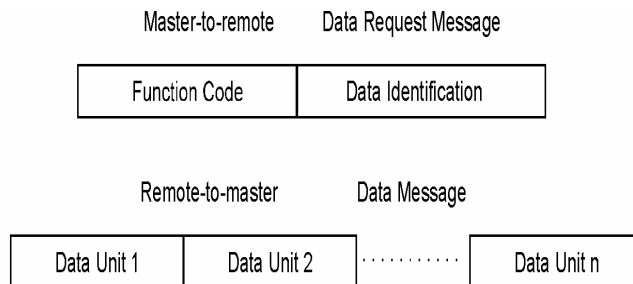 Master-to-remote Data Request Message
Function Code Data Identification
Remote-to-master Data Message
Data Unit 1 Data Unit 2 ........... Data Unit n